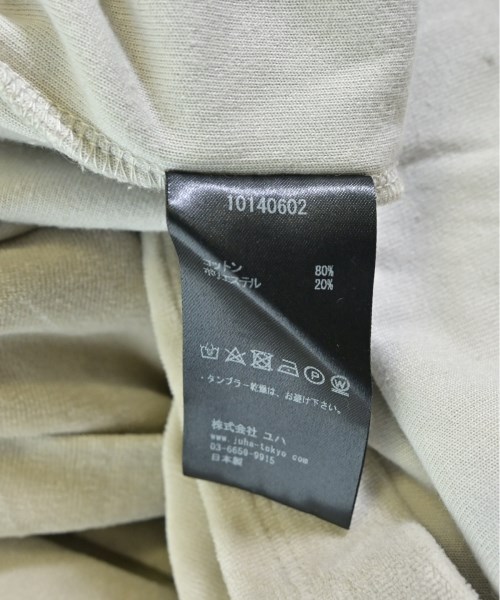 10140602
コットン 80%
ポリエステル 20%
・タンブラー乾燥は、お避け下さい。
株式会社 ユハ
www.juha-tokyo.com
03-6659-9915
日本製